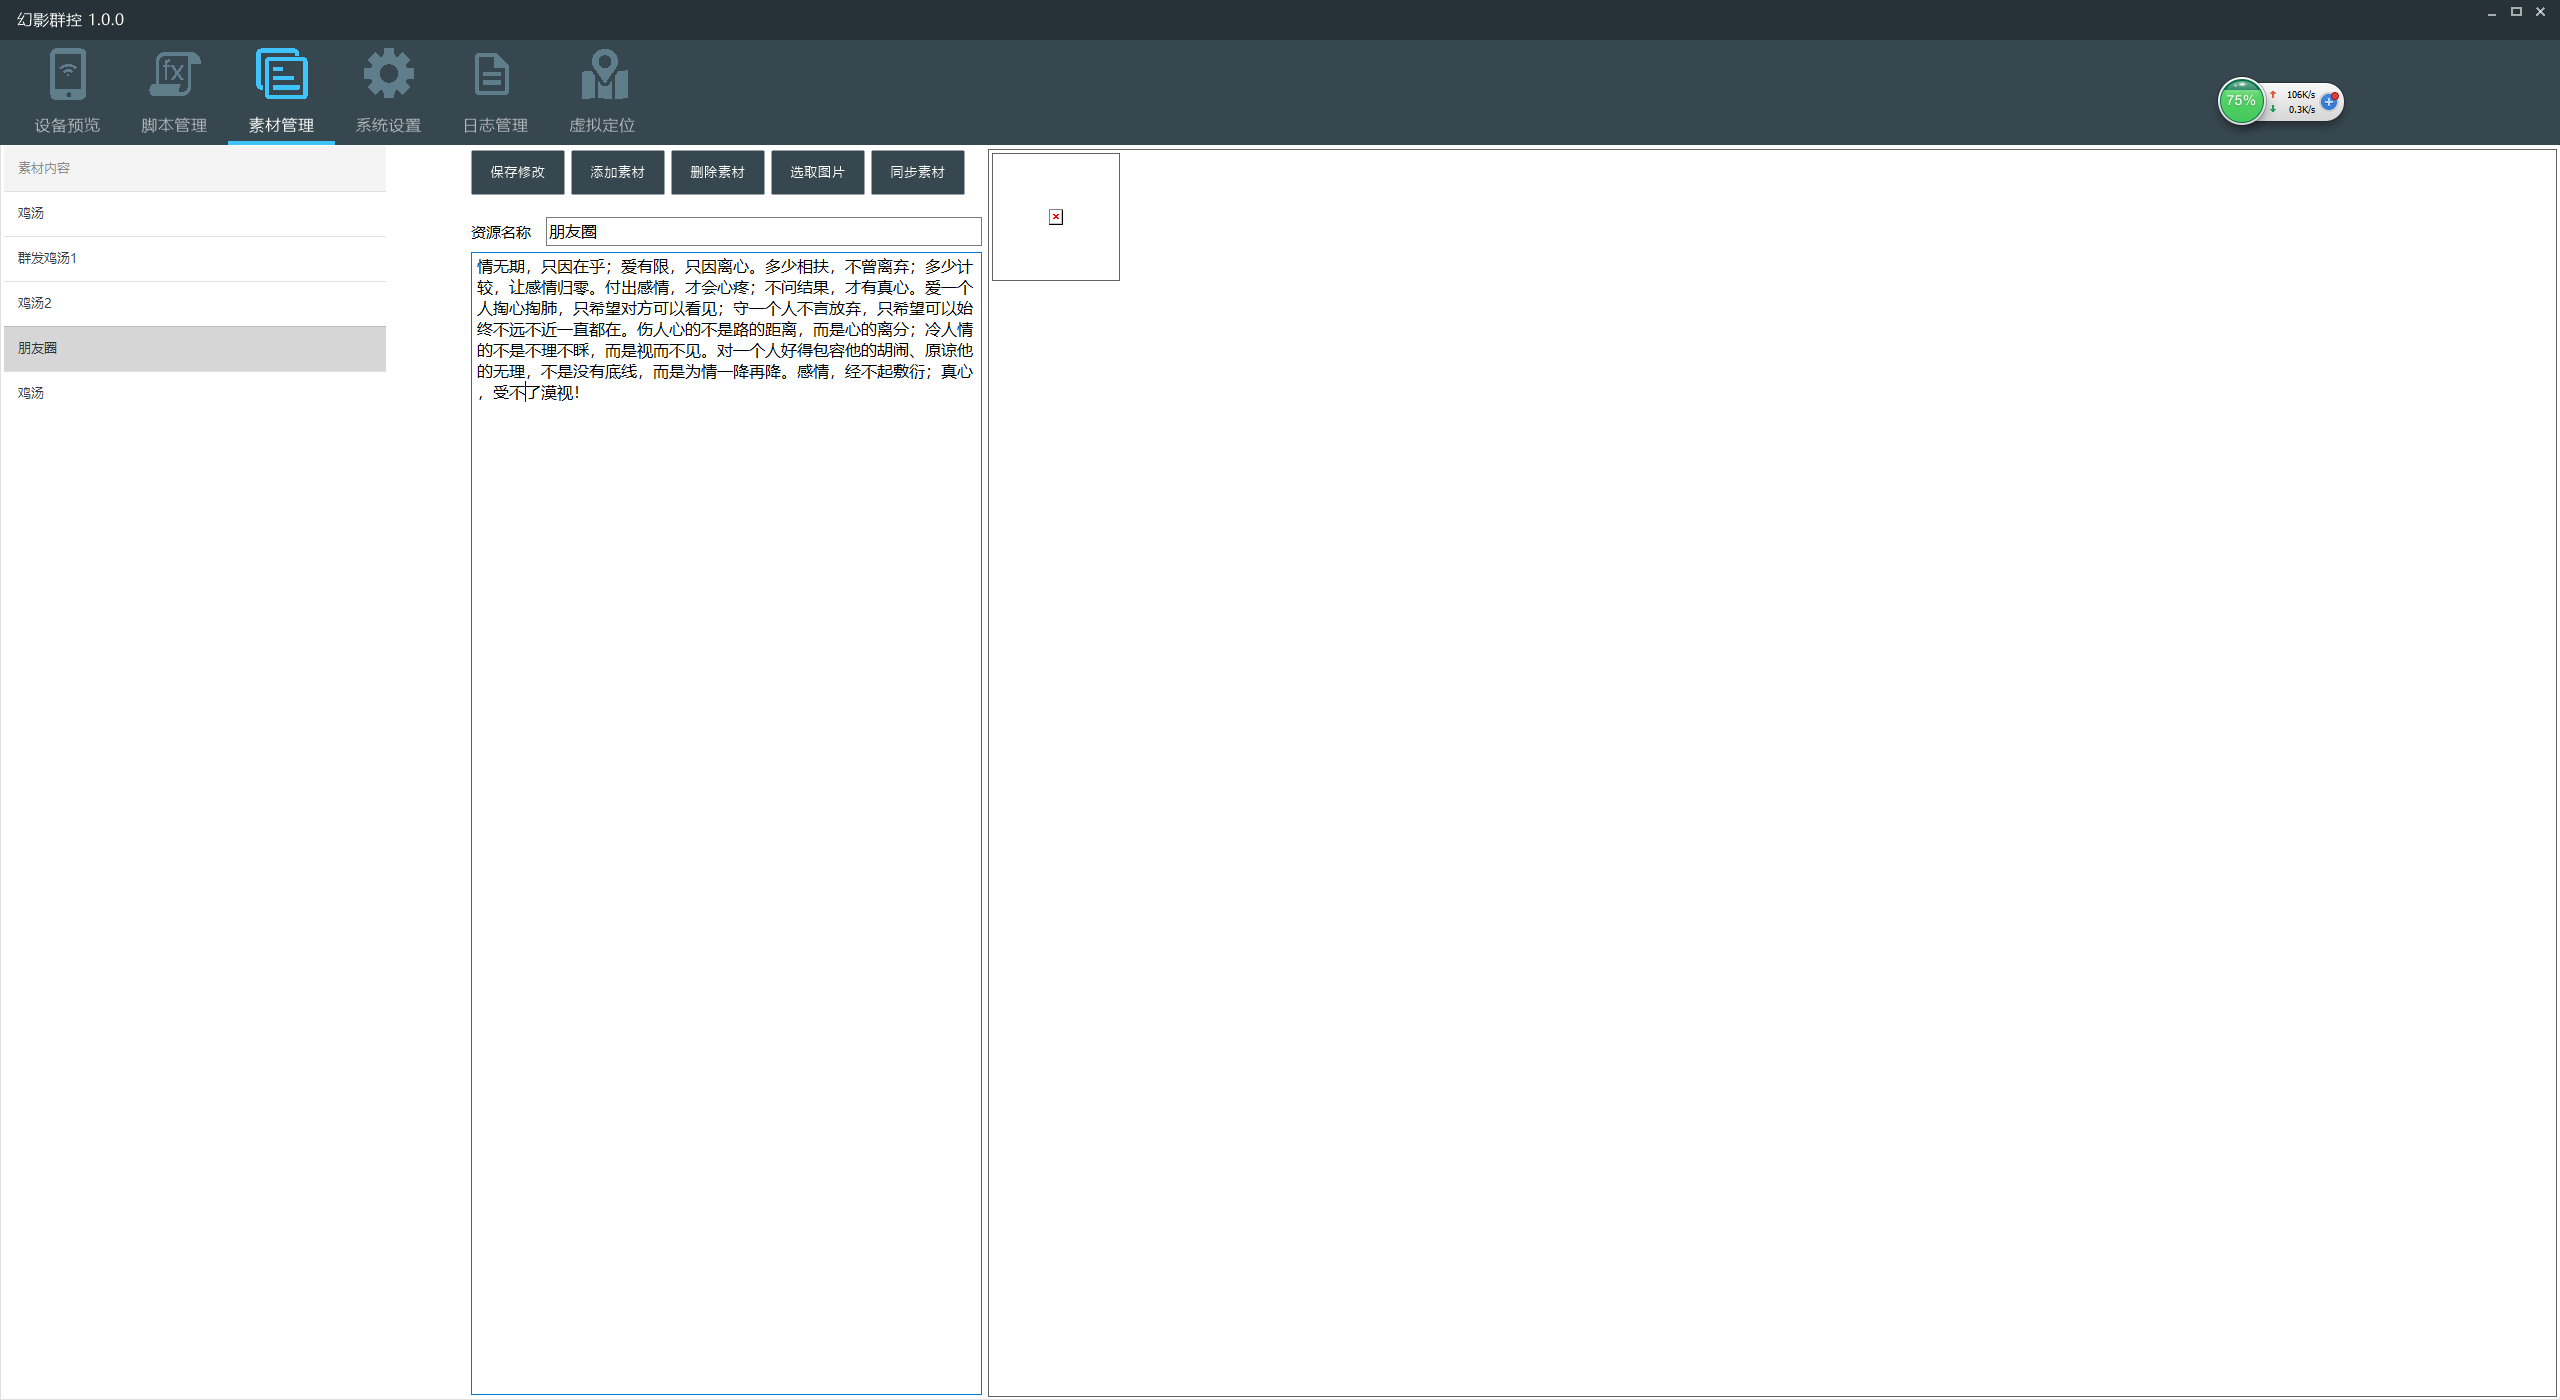 幻影群控 1.0.0
设备预览
脚本管理
素材管理
系统设置
日志管理
虚拟定位
75%
106K/s
0.3K/s
素材内容
鸡汤
群发鸡汤1
鸡汤2
朋友圈
鸡汤
保存修改
添加素材
删除素材
选取图片
同步素材
资源名称
朋友圈
情无期，只因在乎；爱有限，只因离心。多少相扶，不曾离弃；多少计
较，让感情归零。付出感情，才会心疼；不问结果，才有真心。爱一个
人掏心掏肺，只希望对方可以看见；守一个人不言放弃，只希望可以始
终不远不近一直都在。伤人心的不是路的距离，而是心的离分；冷人情
的不是不理不睬，而是视而不见。对一个人好得包容他的胡闹、原谅他
的无理，不是没有底线，而是为情一降再降。感情，经不起敷衍；真心
，受不了漠视！